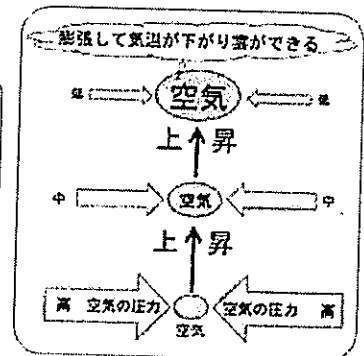 膨張して気温が下がり雲ができる
低 空気 低
上昇
中 空気 中
上昇
高 空気の圧力 空気の圧力 高
空気